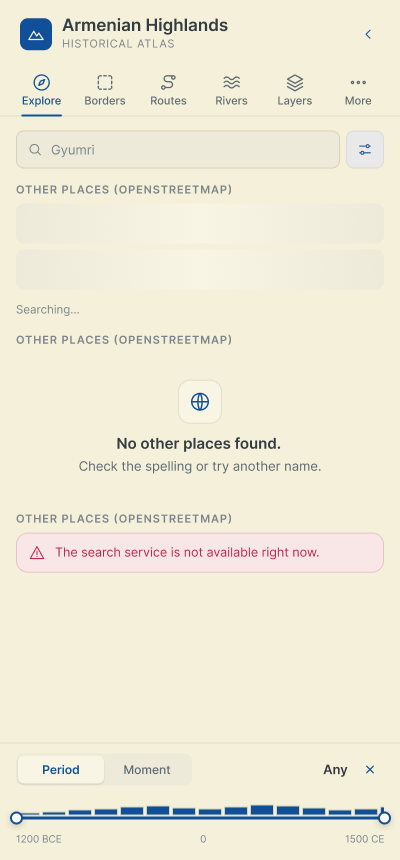 Armenian Highlands
HISTORICAL ATLAS
Explore Borders Routes Rivers Layers More
Gyumri
OTHER PLACES (OPENSTREETMAP)
Searching...
OTHER PLACES (OPENSTREETMAP)
No other places found.
Check the spelling or try another name.
OTHER PLACES (OPENSTREETMAP)
The search service is not available right now.
Period Moment Any
1200 BCE 0 1500 CE